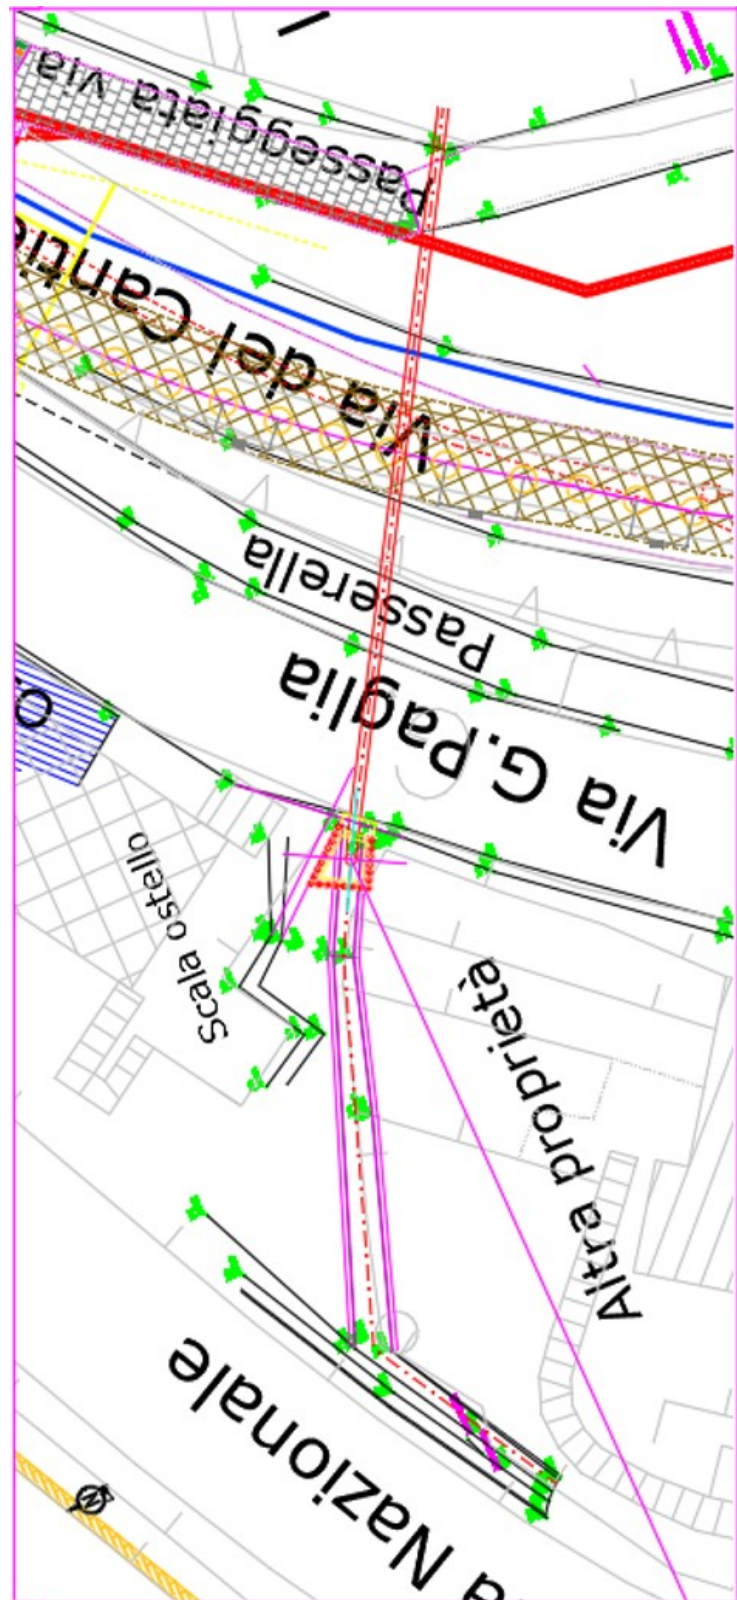 Passeggiata via
Via del Cantie
Passerella
Via G.Paglia
Scala ostello
Altra proprietà
a Nazionale
N